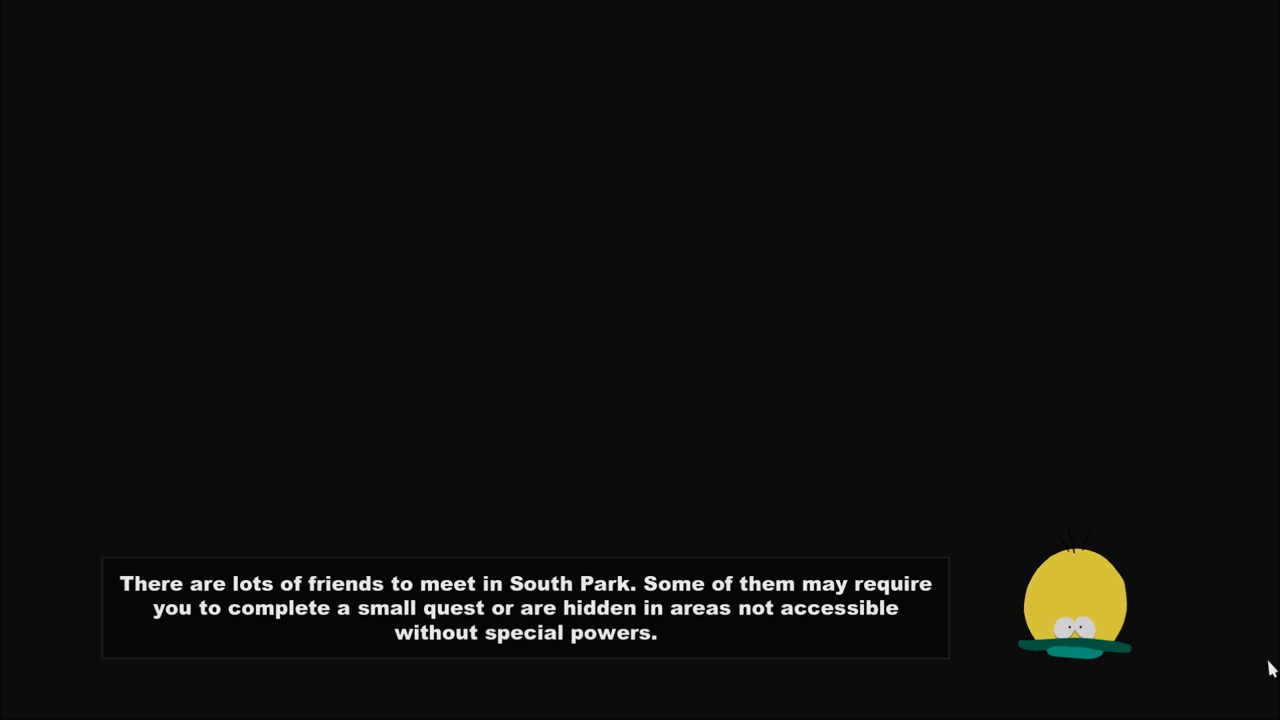 There are lots of friends to meet in South Park. Some of them may require
you to complete a small quest or are hidden in areas not accessible
without special powers.